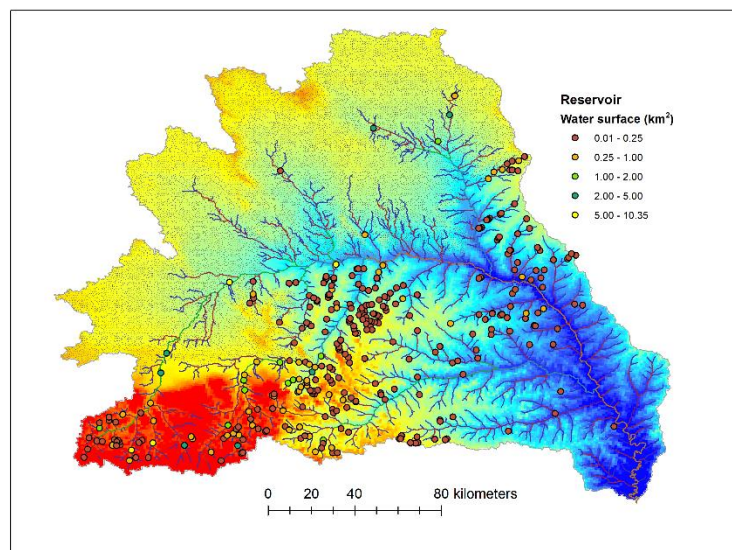 Reservoir
Water surface (km²)
0.01 - 0.25
0.25 - 1.00
1.00 - 2.00
2.00 - 5.00
5.00 - 10.35
0 20 40 80 kilometers